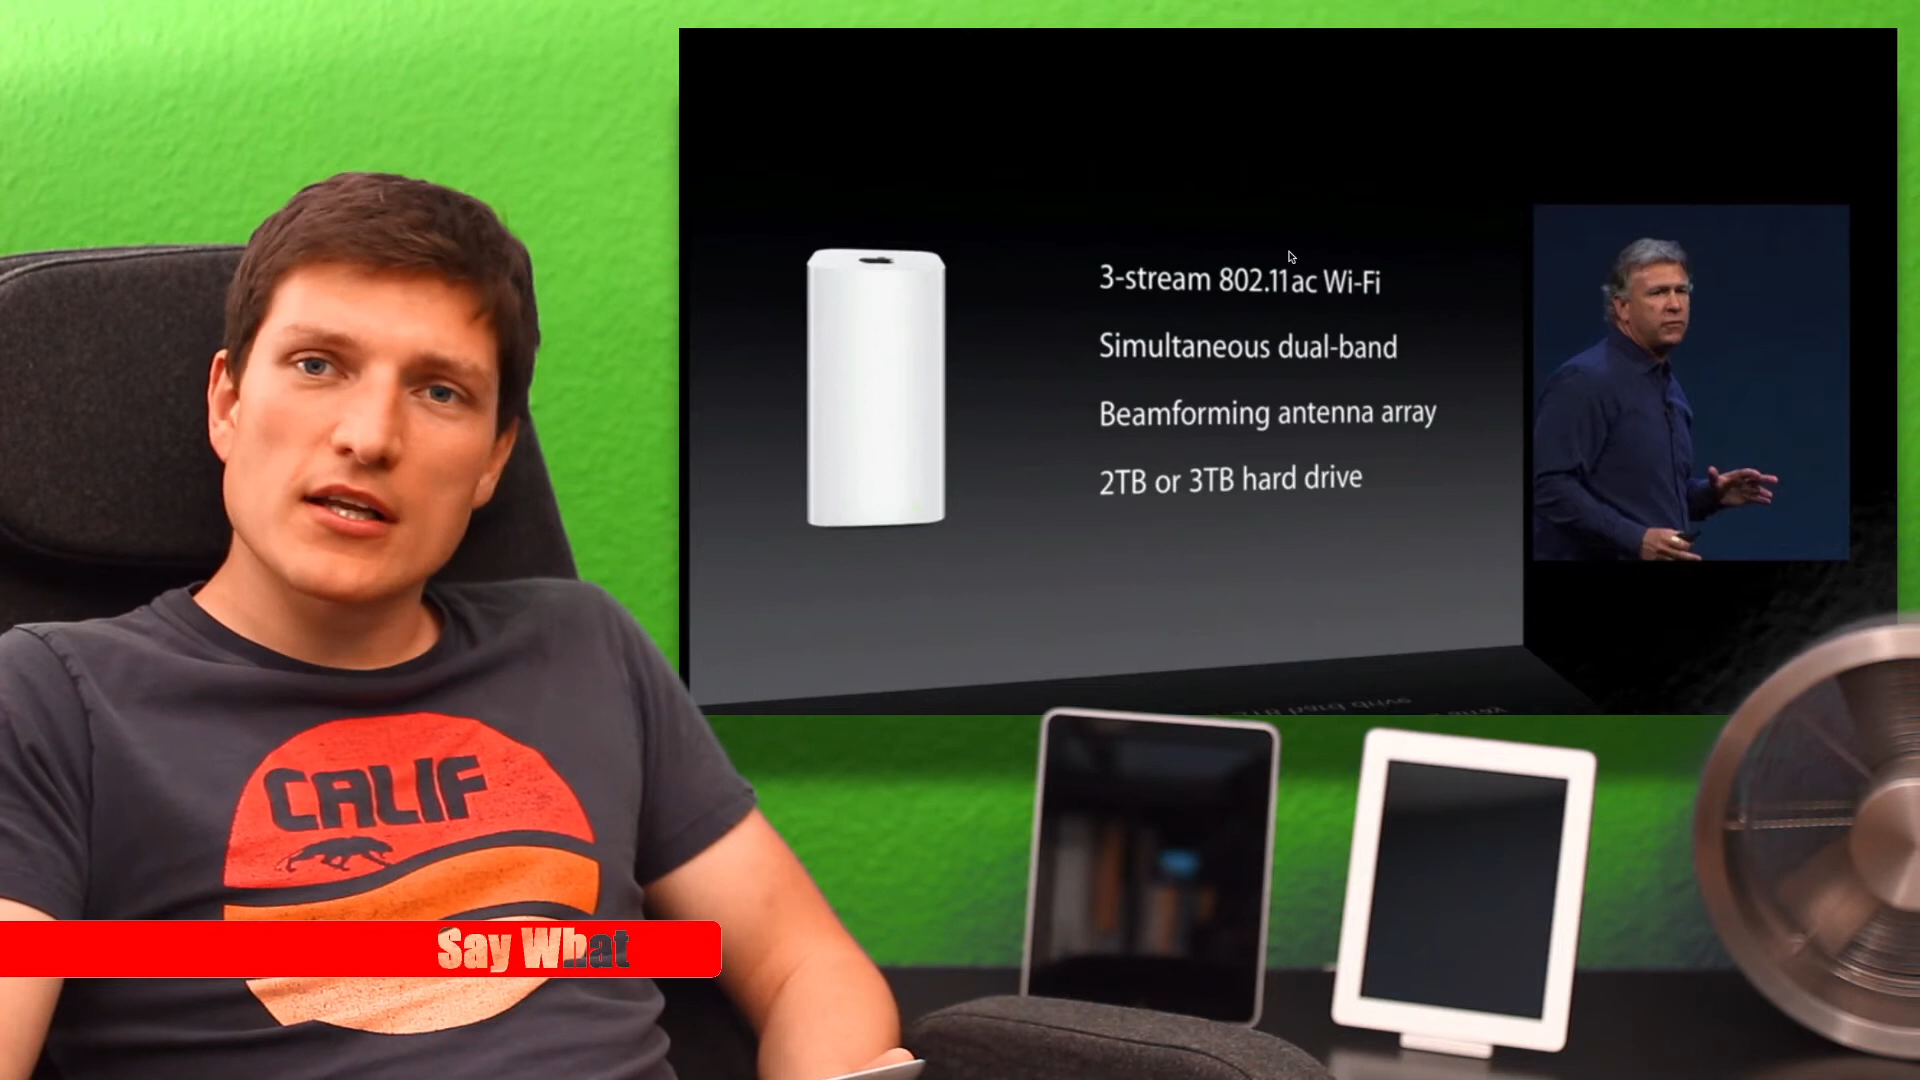 3-stream 802.11ac Wi-Fi
Simultaneous dual-band
Beamforming antenna array
2TB or 3TB hard drive
CALIF
Say What